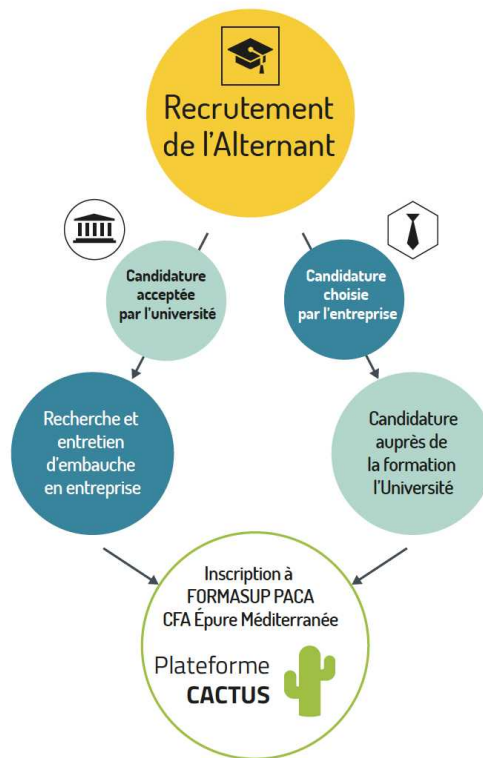 Recrutement
de l'Alternant
Candidature
acceptée
par l'université
Candidature
choisie
par l'entreprise
Recherche et
entretien
d'embauche
en entreprise
Candidature
auprès de
la formation
l'Université
Inscription à
FORMASUP PACA
CFA Épure Méditerranée
Plateforme
CACTUS